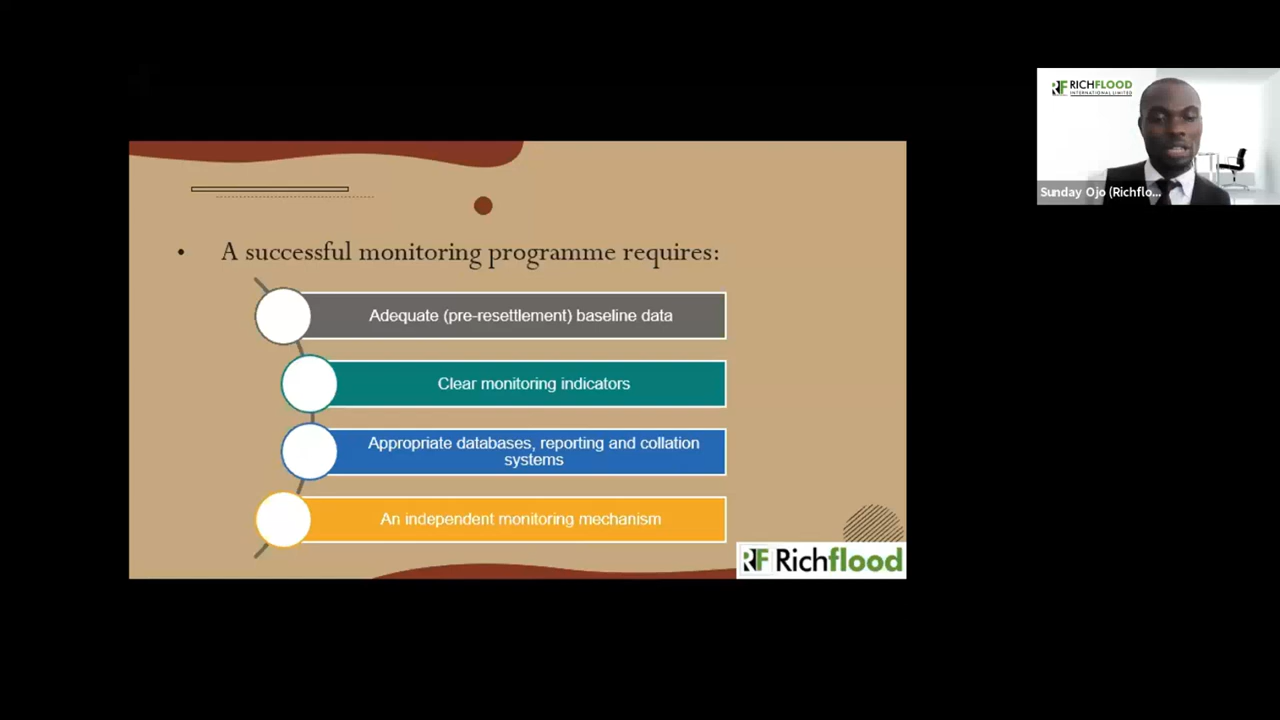 RF RICHFLOOD
INTERNATIONAL LIMITED
Sunday Ojo (Richflo...
• A successful monitoring programme requires:
Adequate (pre-resettlement) baseline data
Clear monitoring indicators
Appropriate databases, reporting and collation
systems
An independent monitoring mechanism
RF Richflood